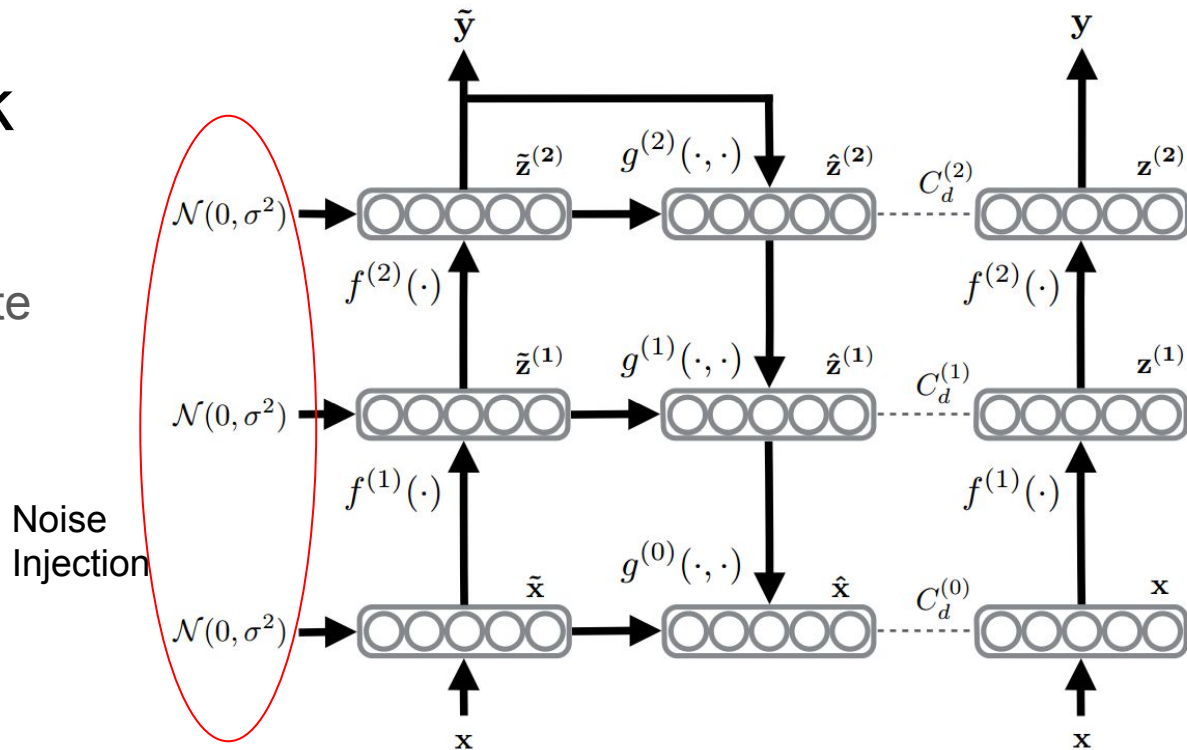 k
te
Noise
Injection
ỹ
y
z̃⁽²⁾
g⁽²⁾(·,·)
ẑ⁽²⁾
C_d⁽²⁾
z⁽²⁾
N(0, σ²)
f⁽²⁾(·)
f⁽²⁾(·)
z̃⁽¹⁾
g⁽¹⁾(·,·)
ẑ⁽¹⁾
C_d⁽¹⁾
z⁽¹⁾
N(0, σ²)
f⁽¹⁾(·)
f⁽¹⁾(·)
g⁽⁰⁾(·,·)
x̃
x̂
C_d⁽⁰⁾
x
N(0, σ²)
x
x